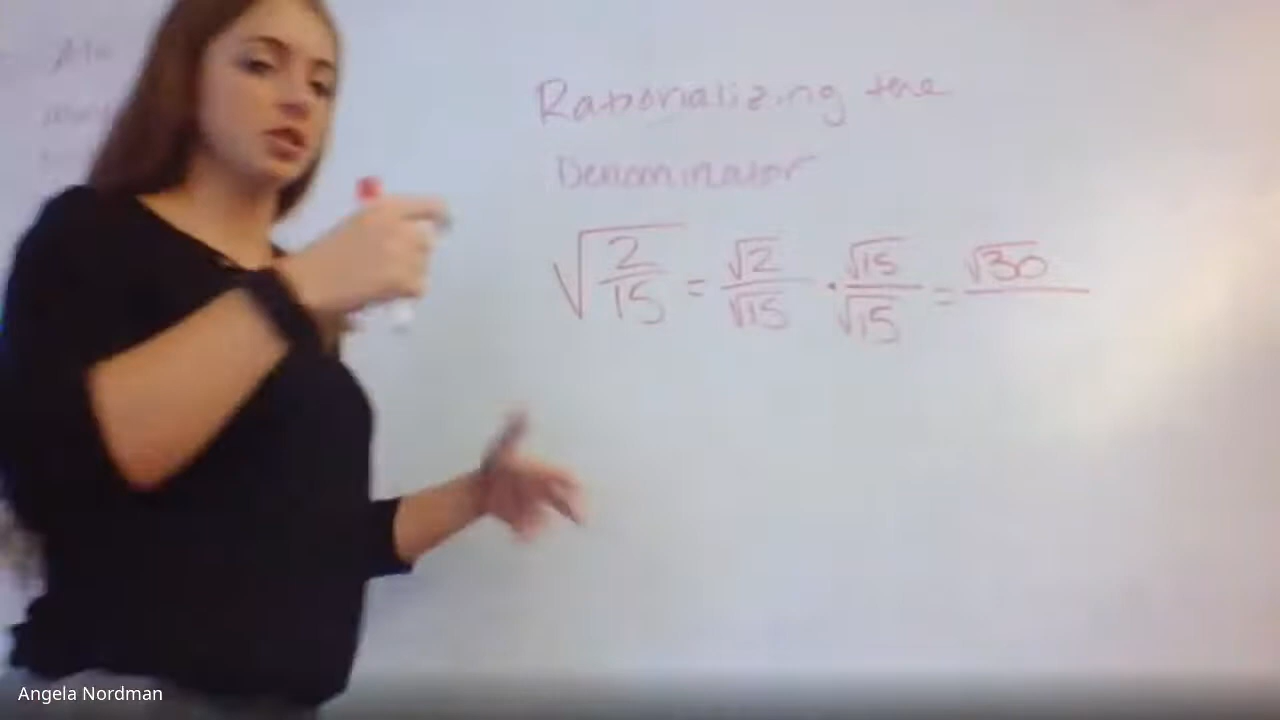 Rationalizing the
Denominator
√(2/15) = √2/√15 · √15/√15 = √30/
Angela Nordman